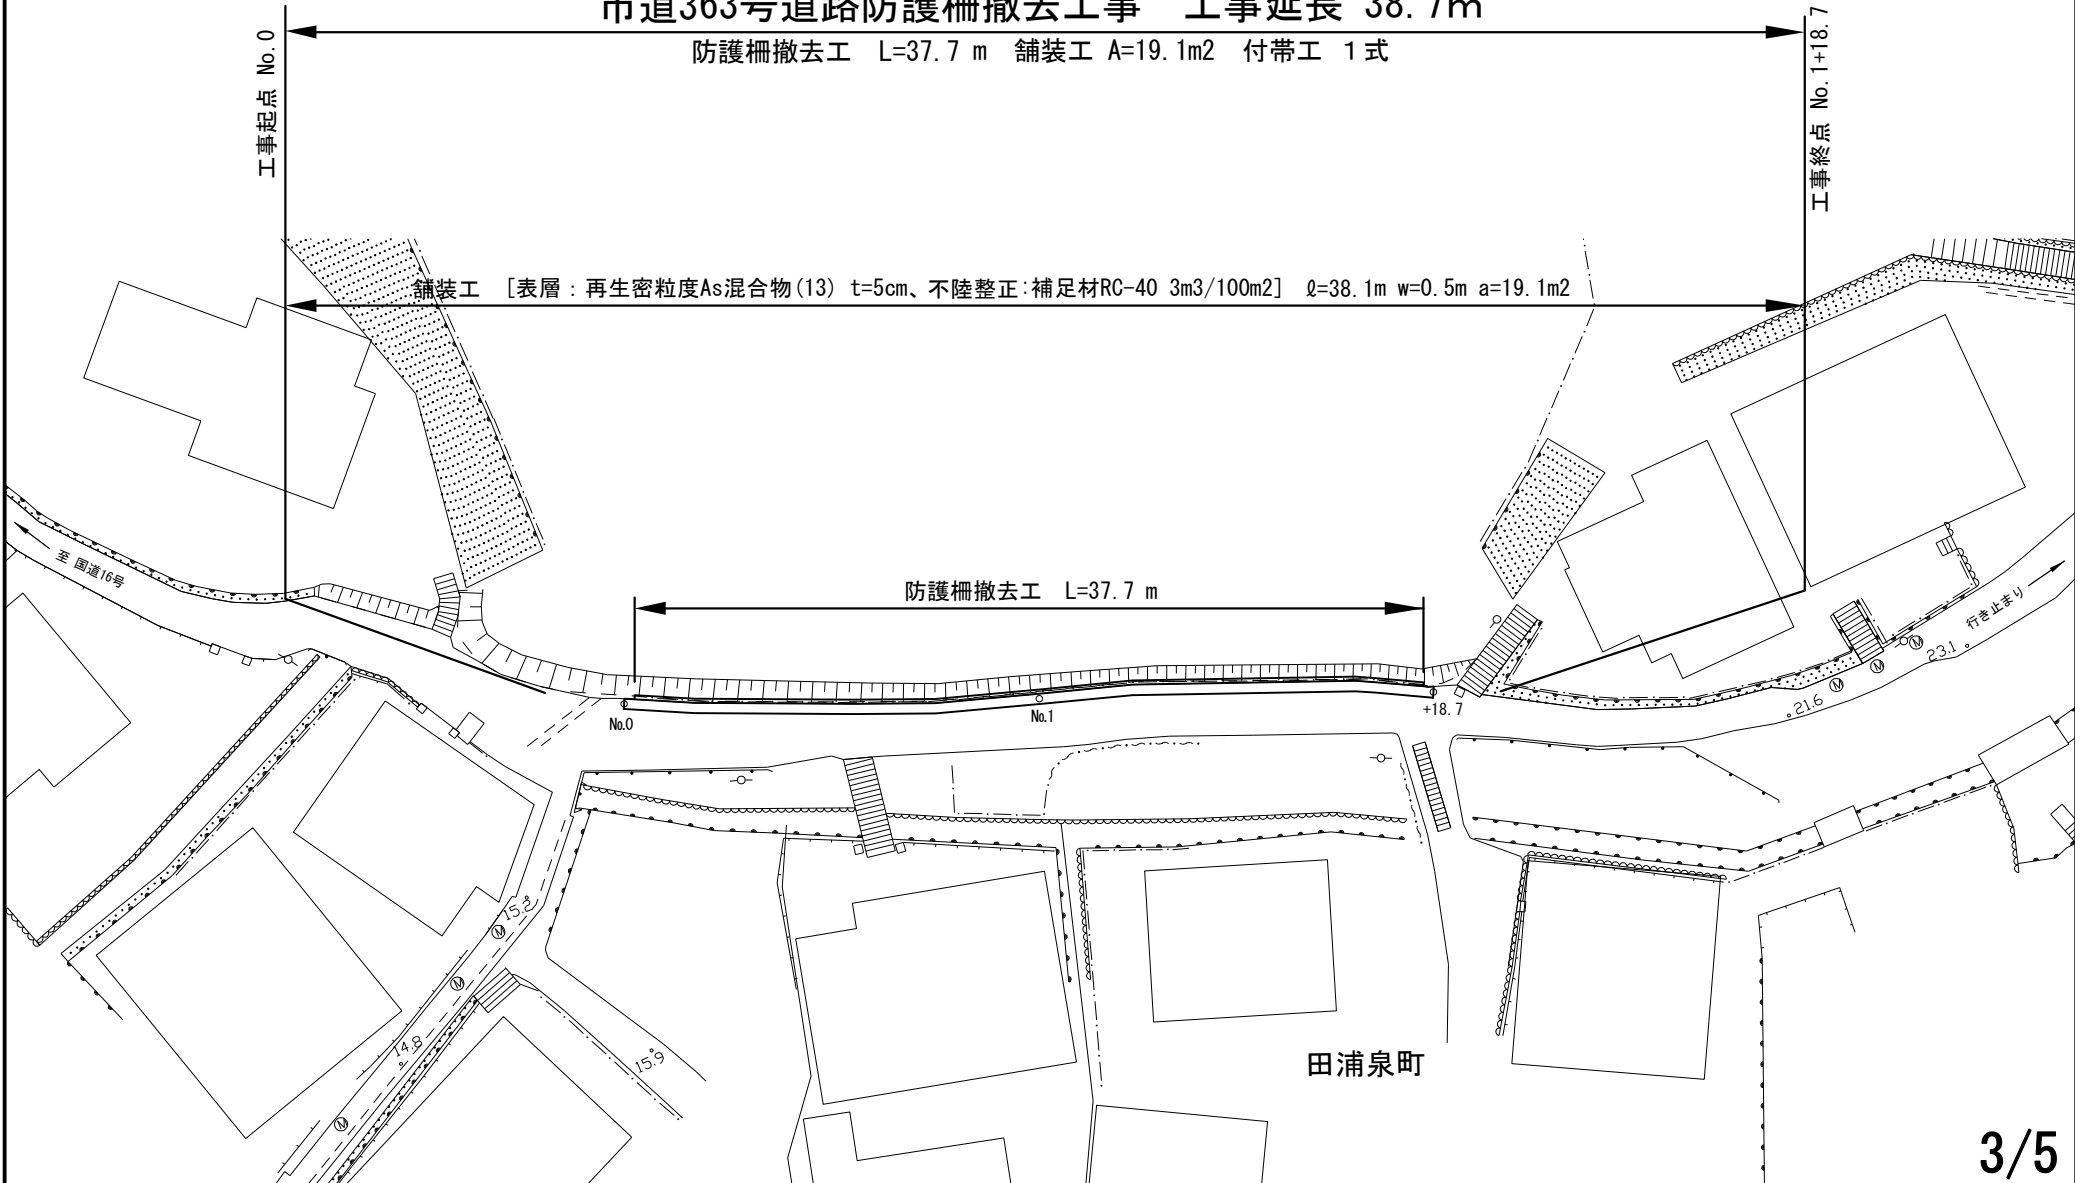 市道363号道路防護柵撤去工事　工事延長 38.7m
防護柵撤去工　L=37.7 m　舗装工 A=19.1m2　付帯工　1式
工事起点 No.0
工事終点 No.1+18.7
舗装工　[表層：再生密粒度As混合物(13) t=5cm、不陸整正：補足材RC-40 3m3/100m2]　ℓ=38.1m w=0.5m a=19.1m2
至 国道16号
防護柵撤去工　L=37.7 m
行き止まり
23.1
21.6
No.0
No.1
+18.7
15.2
14.8
15.9
M
M
M
M
M
M
田浦泉町
3/5